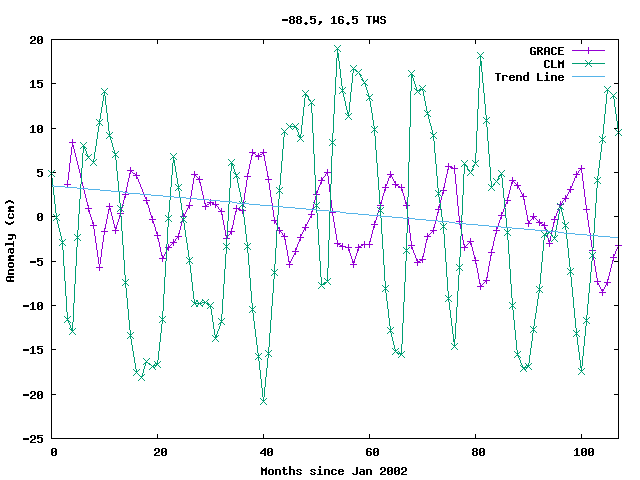 -88.5, 16.5 TWS
GRACE
CLM
Trend Line
20
15
10
5
0
-5
-10
-15
-20
-25
Anomaly (cm)
0 20 40 60 80 100
Months since Jan 2002